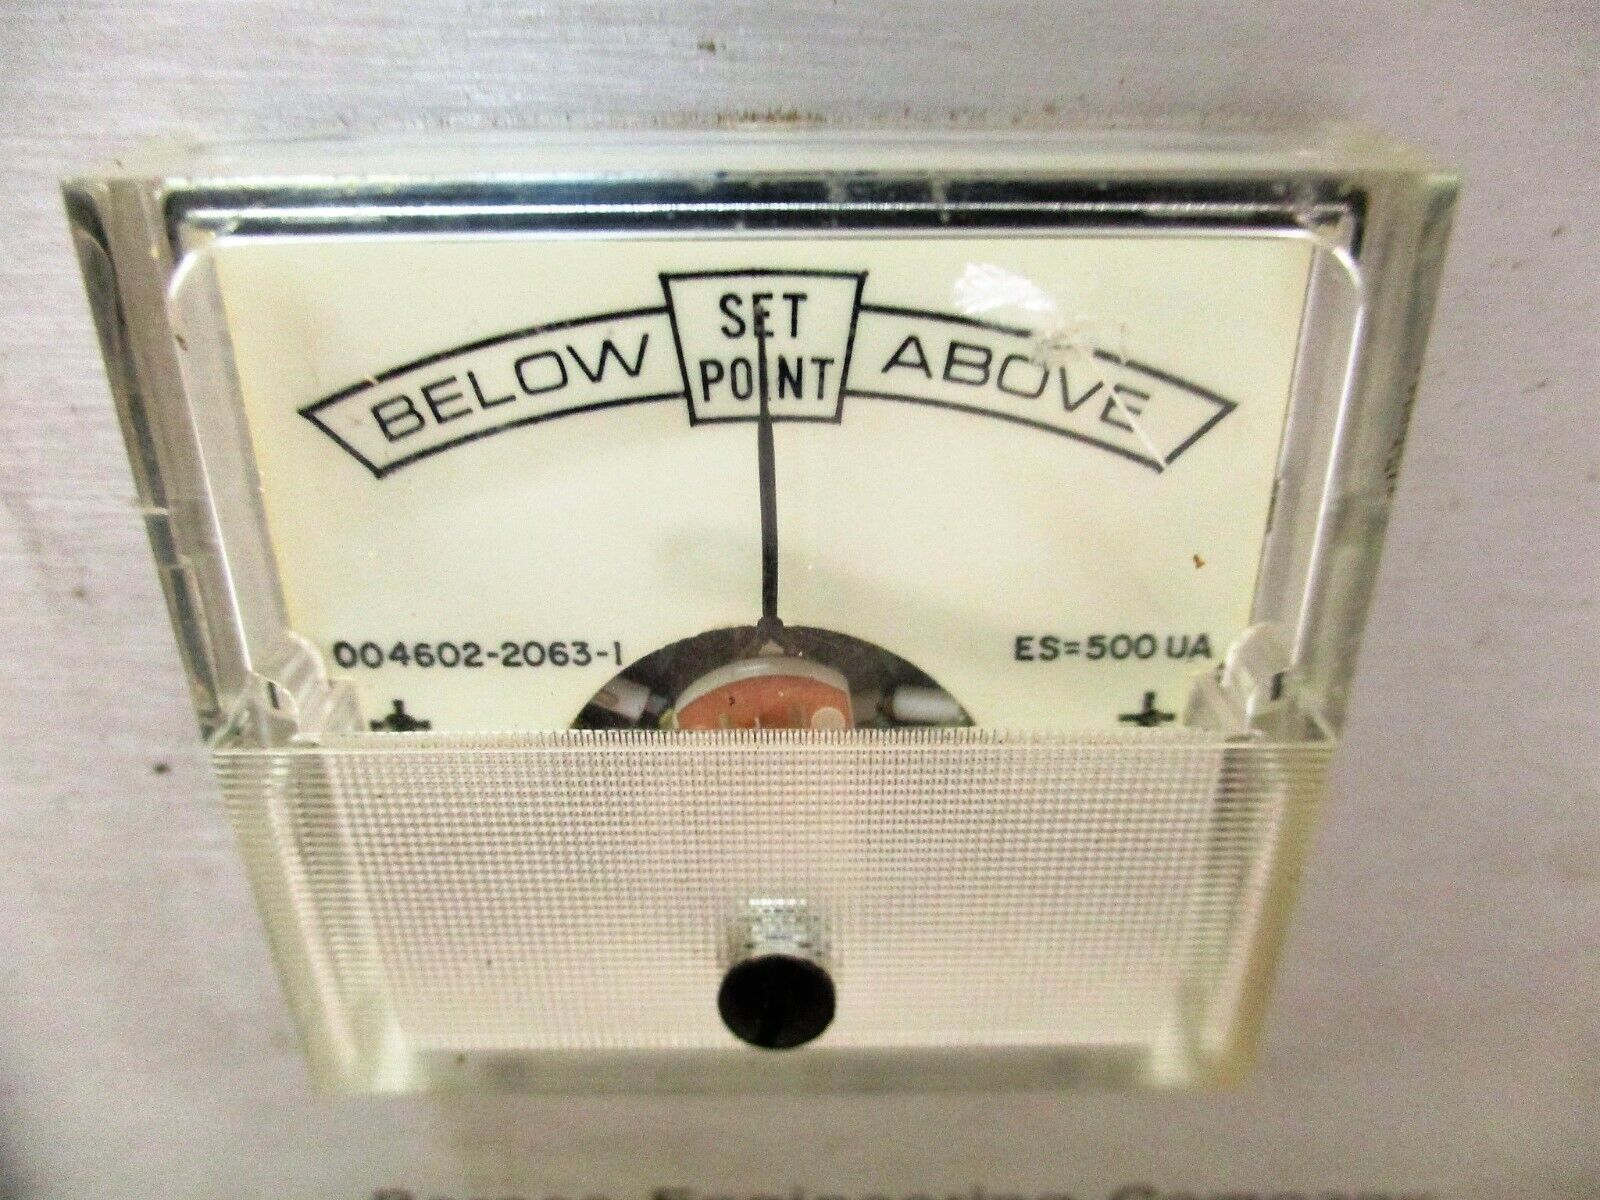 SET
BELOW POINT ABOVE
004602-2063-1 ES=500 UA